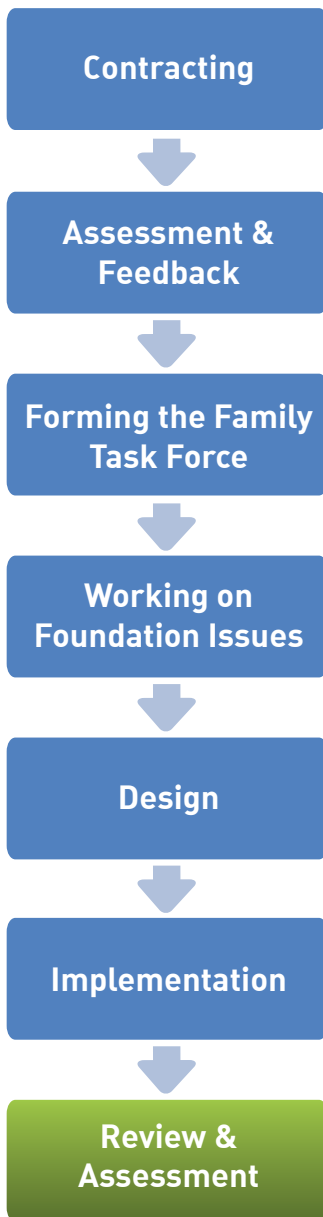 Contracting
Assessment &
Feedback
Forming the Family
Task Force
Working on
Foundation Issues
Design
Implementation
Review &
Assessment